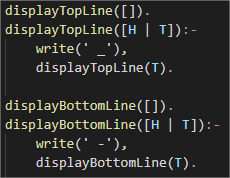 displayTopLine([]).
displayTopLine([H | T]):-
    write(' _'),
    displayTopLine(T).

displayBottomLine([]).
displayBottomLine([H | T]):-
    write(' -'),
    displayBottomLine(T).